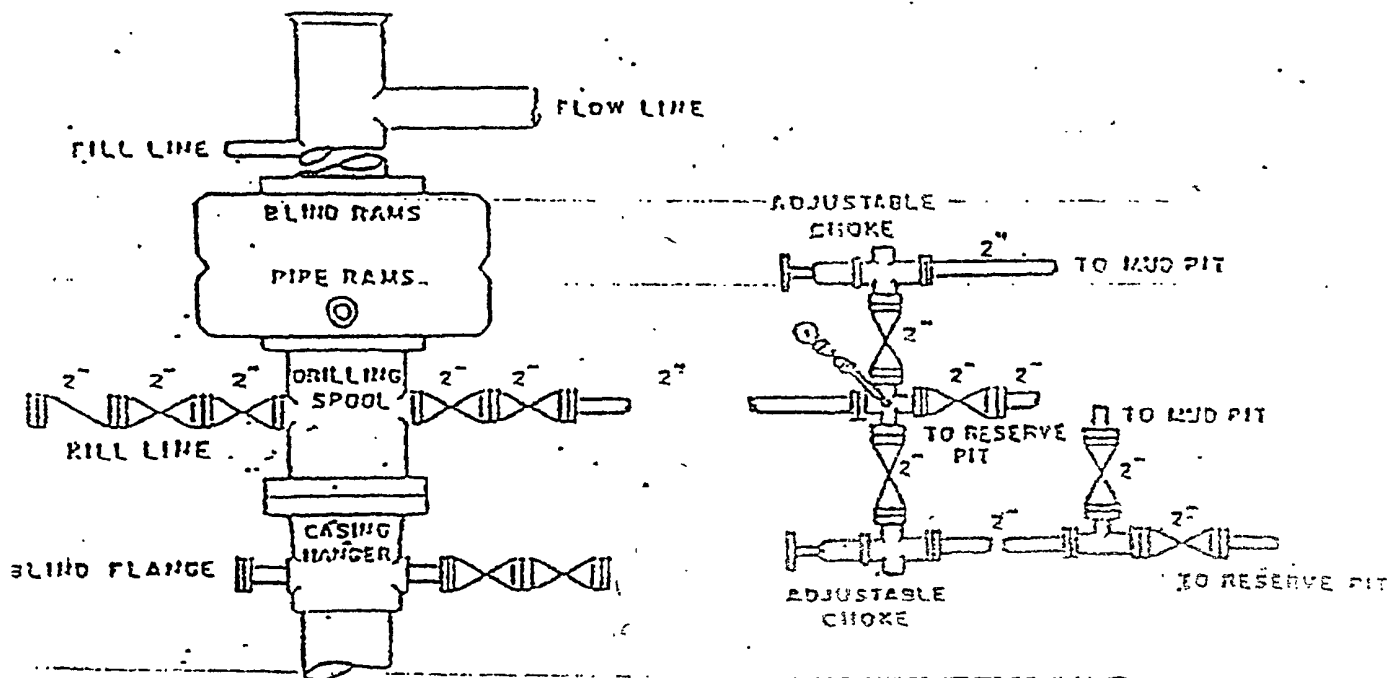 FLOW LINE
FILL LINE
BLIND RAMS
PIPE RAMS
ADJUSTABLE
CHOKE
2"
TO MUD PIT
2"
2"
2"
2"
DRILLING
SPOOL
2"
2"
2"
2"
2"
KILL LINE
TO RESERVE
PIT
TO MUD PIT
2"
2"
CASING
HANGER
2"
2"
BLIND FLANGE
ADJUSTABLE
CHOKE
TO RESERVE PIT